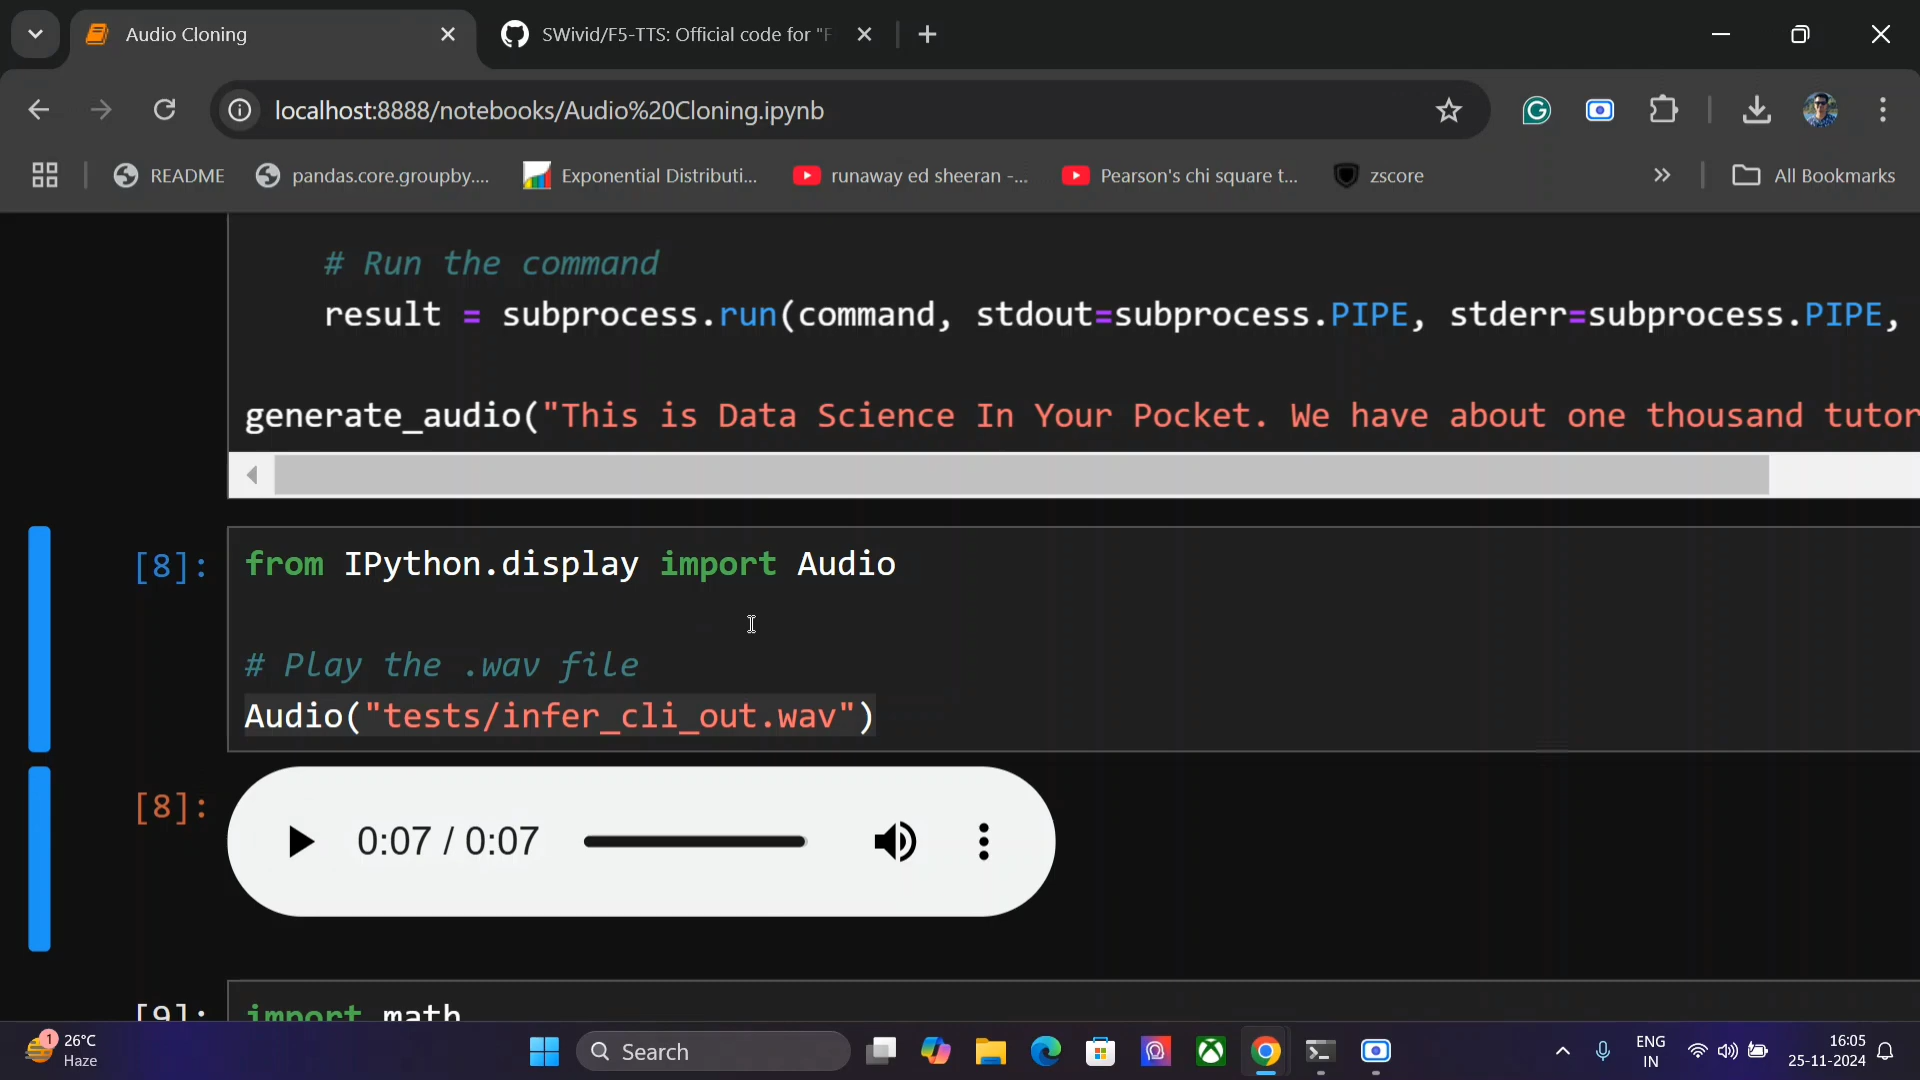 Audio Cloning
SWivid/F5-TTS: Official code for "F
localhost:8888/notebooks/Audio%20Cloning.ipynb
README
pandas.core.groupby....
Exponential Distributi...
runaway ed sheeran -...
Pearson's chi square t...
zscore
All Bookmarks
# Run the command
result = subprocess.run(command, stdout=subprocess.PIPE, stderr=subprocess.PIPE,
generate_audio("This is Data Science In Your Pocket. We have about one thousand tutor
[8]:
from IPython.display import Audio
# Play the .wav file
Audio("tests/infer_cli_out.wav")
[8]:
0:07 / 0:07
[9]:
import math
1
26°C
Haze
Search
ENG
IN
16:05
25-11-2024